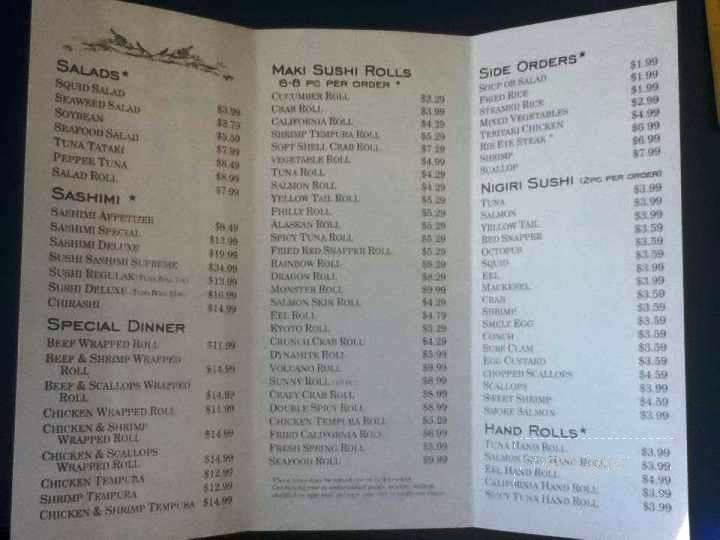 SALADS*
SQUID SALAD $3.99
SEAWEED SALAD
SOYBEAN
SEAFOOD SALAD
TUNA TATAKI $7.99
PEPPER TUNA $8.49
SALAD ROLL $8.99
$7.99
SASHIMI *
SASHIMI APPETIZER $8.49
SASHIMI SPECIAL $13.99
SASHIMI DELUXE $19.99
SUSHI SASHIMI SUPREME $34.99
SUSHI REGULAR $13.99
SUSHI DELUXE $16.99
CHIRASHI $14.99
SPECIAL DINNER
BEEF WRAPPED ROLL $11.99
BEEF & SHRIMP WRAPPED
ROLL $14.99
BEEF & SCALLOPS WRAPPED
ROLL $14.99
CHICKEN WRAPPED ROLL $11.99
CHICKEN & SHRIMP
WRAPPED ROLL $14.99
CHICKEN & SCALLOPS
WRAPPED ROLL $14.99
CHICKEN TEMPURA $12.99
SHRIMP TEMPURA $12.99
CHICKEN & SHRIMP TEMPURA $14.99
MAKI SUSHI ROLLS
6-8 PC PER ORDER *
CUCUMBER ROLL $3.29
CRAB ROLL $3.99
CALIFORNIA ROLL $4.29
SHRIMP TEMPURA ROLL $5.29
SOFT SHELL CRAB ROLL $7.19
VEGETABLE ROLL $4.99
TUNA ROLL $4.29
SALMON ROLL $4.29
YELLOW TAIL ROLL $5.29
PHILLY ROLL $5.29
ALASKAN ROLL $5.29
SPICY TUNA ROLL $5.29
FRIED RED SNAPPER ROLL $5.29
RAINBOW ROLL $8.29
DRAGON ROLL $8.29
MONSTER ROLL $9.99
SALMON SKIN ROLL $4.29
EEL ROLL $4.79
KYOTO ROLL $5.29
CRUNCH CRAB ROLL $4.29
DYNAMITE ROLL $5.99
VOLCANO ROLL $9.99
SUNNY ROLL $8.99
CRAZY CRAB ROLL $8.99
DOUBLE SPICY ROLL $8.99
CHICKEN TEMPURA ROLL $5.29
FRIED CALIFORNIA ROLL $6.99
FRESH SPRING ROLL $5.99
SEAFOOD ROLL $9.99
SIDE ORDERS*
SOUP OR SALAD $1.99
FRIED RICE $1.99
STEAMED RICE $1.99
MIXED VEGETABLES $2.99
TERIYAKI CHICKEN $4.99
RIB EYE STEAK * $6.99
SHRIMP $6.99
SCALLOP $7.99
NIGIRI SUSHI (2PC PER ORDER)
TUNA $3.99
SALMON $3.99
YELLOW TAIL $3.99
RED SNAPPER $3.59
OCTOPUS $3.59
SQUID $3.59
EEL $3.99
MACKEREL $3.99
CRAB $3.59
SHRIMP $3.59
SMELT EGG $3.59
CONCH $3.59
SURF CLAM $3.59
EGG CUSTARD $3.59
CHOPPED SCALLOPS $4.59
SCALLOPS $3.99
SWEET SHRIMP $4.59
SMOKE SALMON $3.99
HAND ROLLS*
TUNA HAND ROLL $3.99
SALMON SKIN HAND ROLL $3.99
EEL HAND ROLL $4.99
CALIFORNIA HAND ROLL $3.99
SPICY TUNA HAND ROLL $3.99